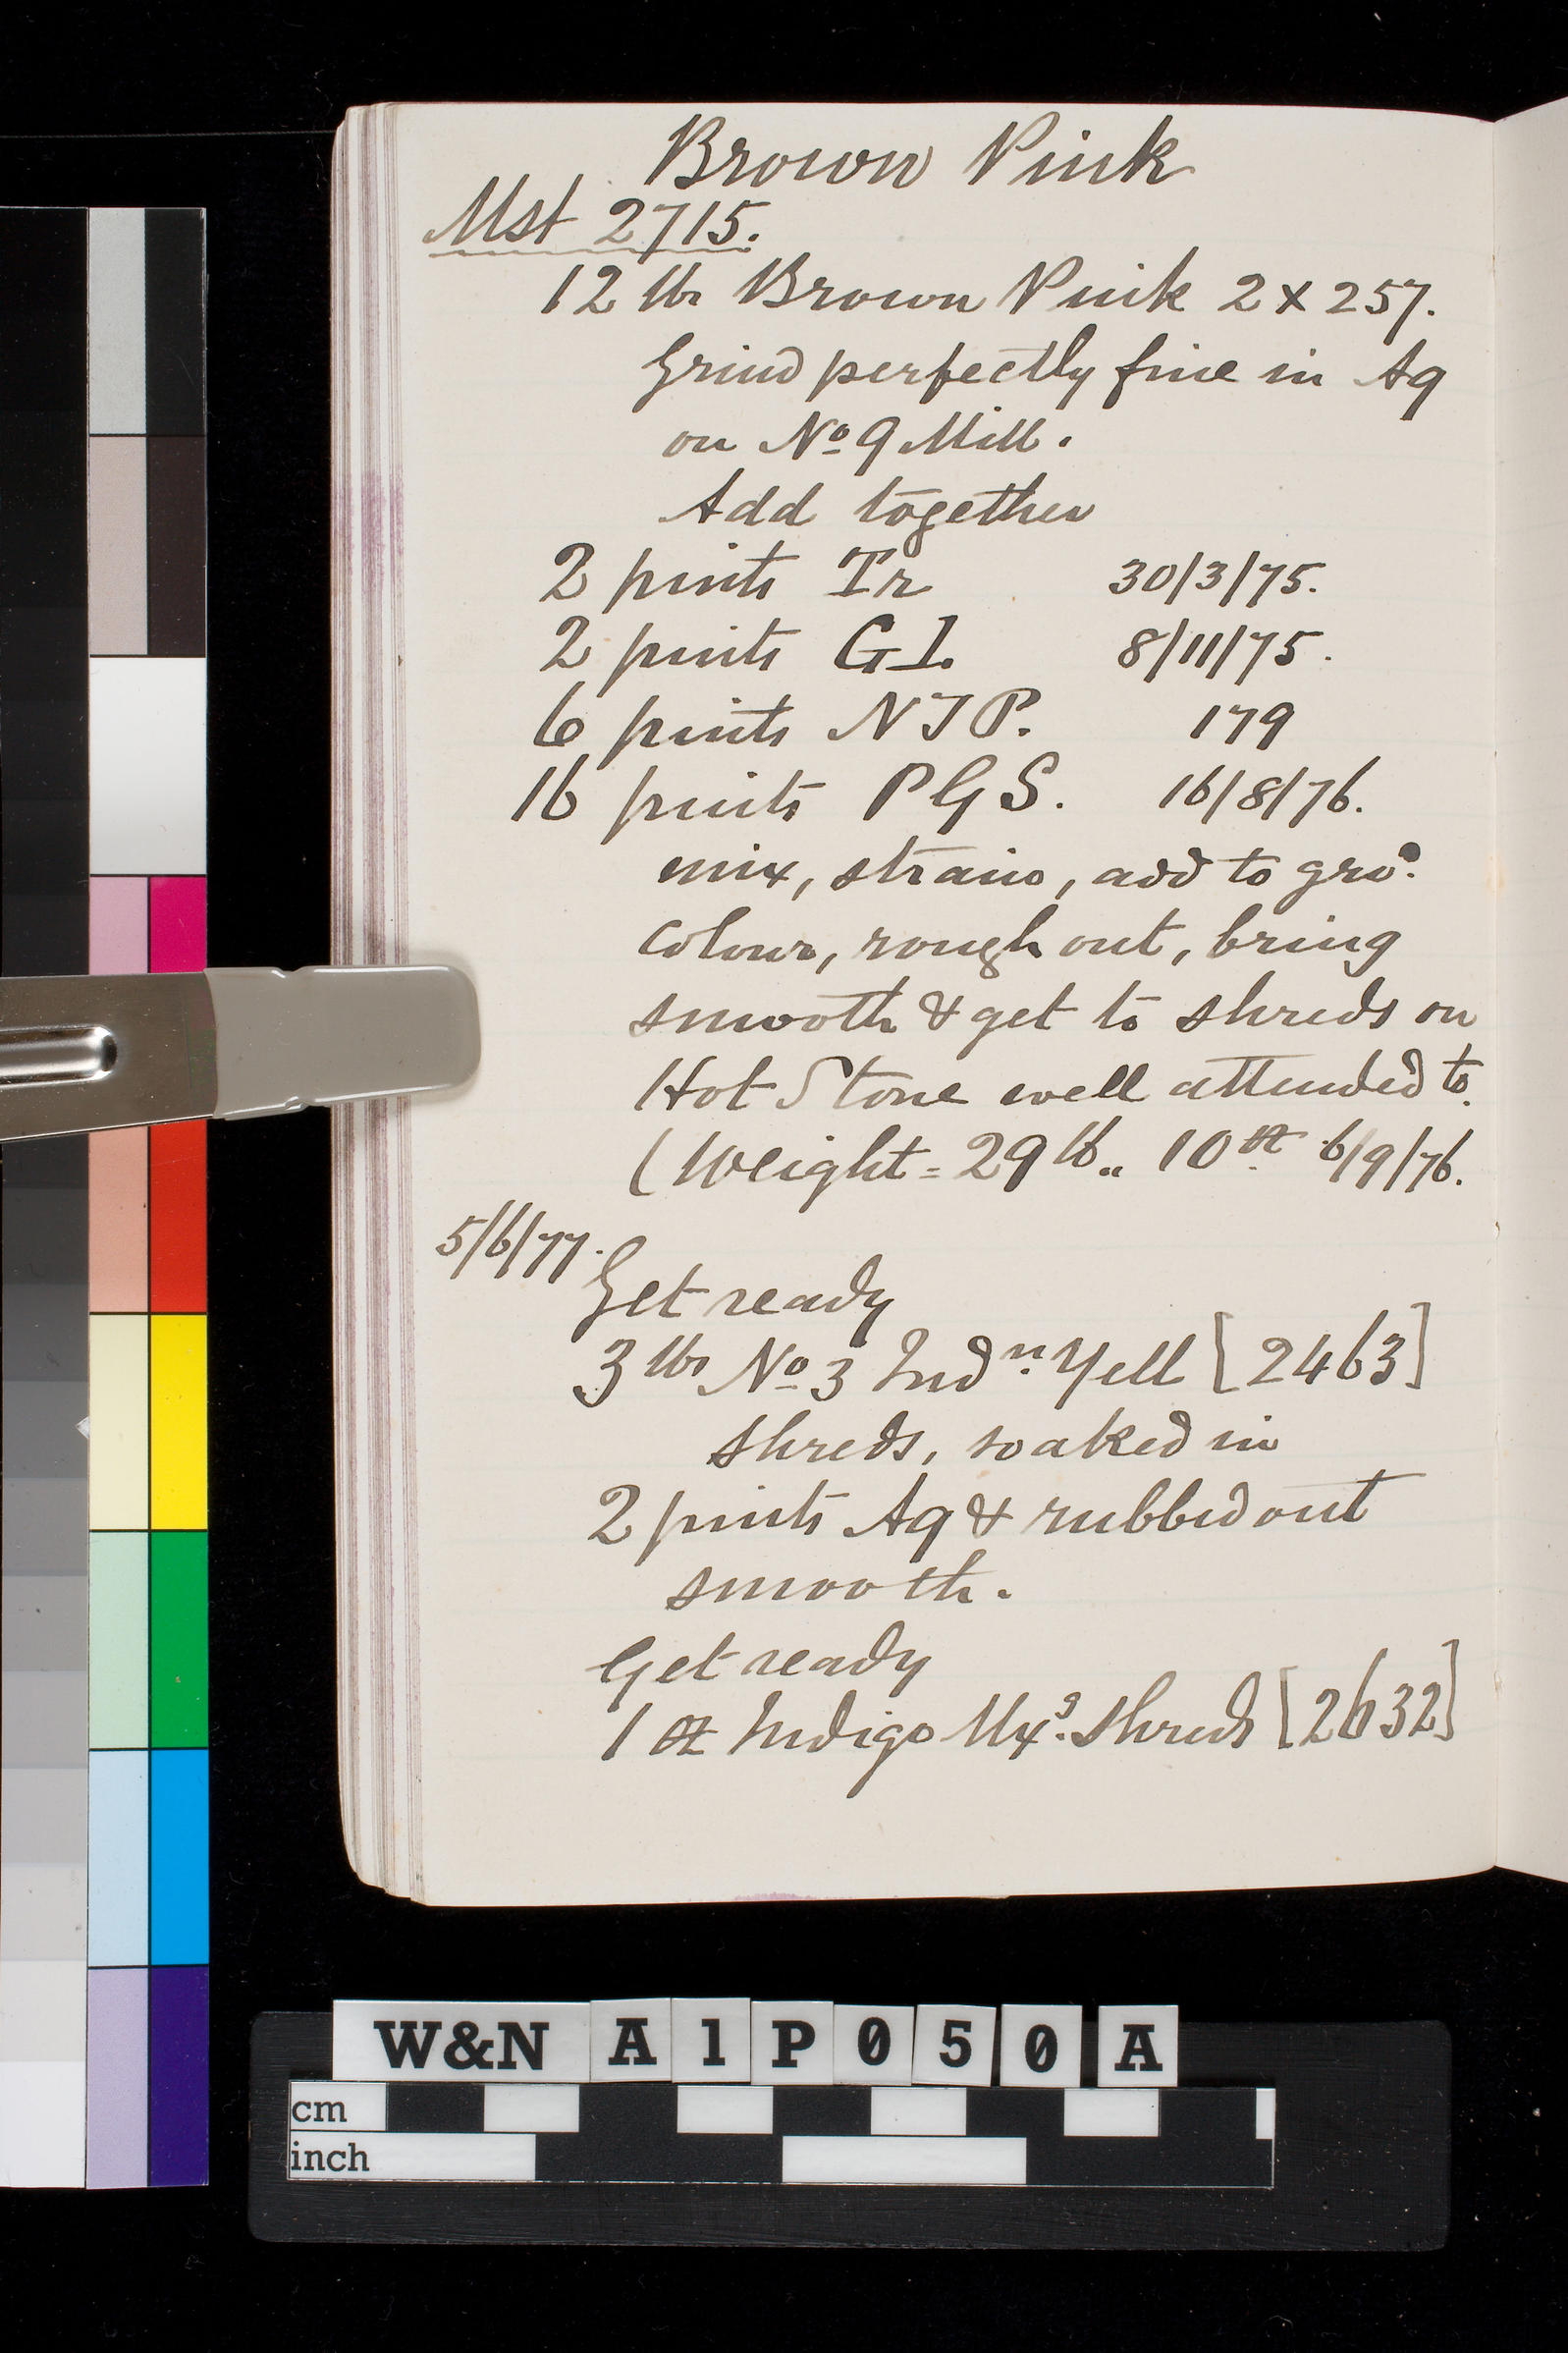 Brown Pink
Mst 2715.
12 lbs Brown Pink 2 x 257.
Grind perfectly fine in Aq
on No 9 Mill.
Add together
2 pints Tr 30/3/75.
2 pints G1. 8/11/75.
6 pints NTP. 179
16 pints PGS. 16/8/76.
mix, strain, add to grd.
colour, rough out, bring
smooth & get to shreds on
Hot Stone well attended to.
(Weight = 29 lb.. 10 oz 6/9/76.
5/6/77.
Get ready
3 lbs No 3 Indn. Yell [2463]
shreds, soaked in
2 pints Aq & rubbed out
smooth.
Get ready
1 oz Indigo Mxs. shreds [2632]
W&N A1P050A
cm
inch